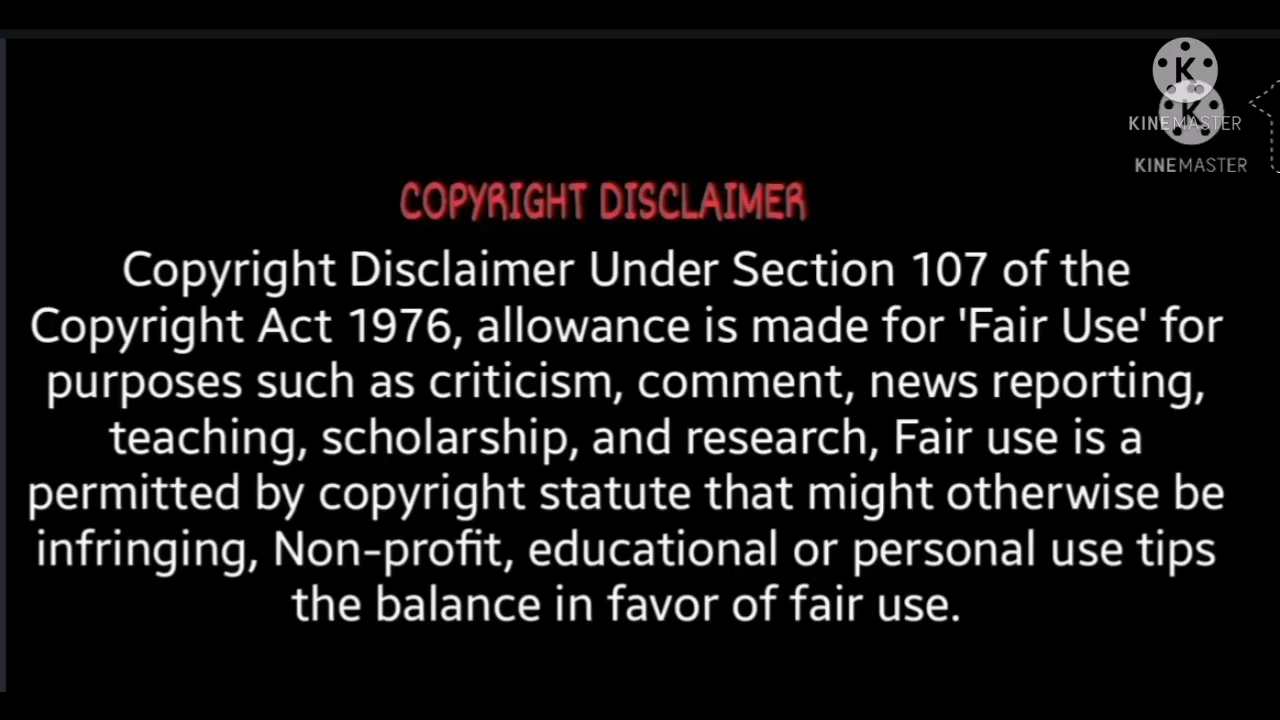 KINEMASTER
KINEMASTER
COPYRIGHT DISCLAIMER
Copyright Disclaimer Under Section 107 of the
Copyright Act 1976, allowance is made for 'Fair Use' for
purposes such as criticism, comment, news reporting,
teaching, scholarship, and research, Fair use is a
permitted by copyright statute that might otherwise be
infringing, Non-profit, educational or personal use tips
the balance in favor of fair use.